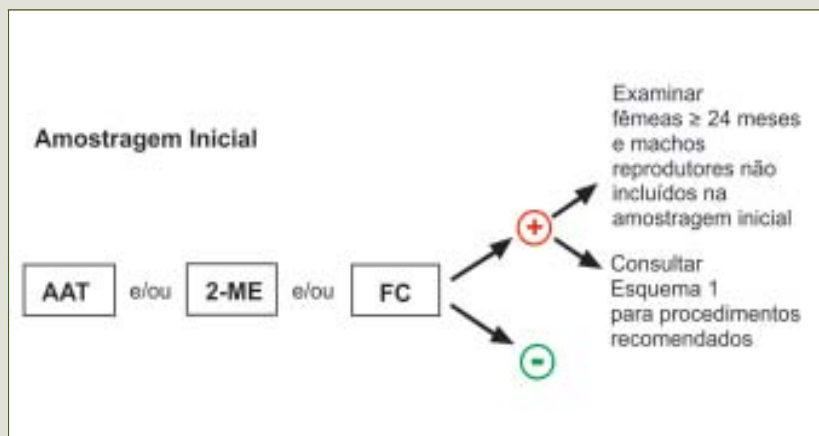 Amostragem Inicial
AAT e/ou 2-ME e/ou FC
+
-
Examinar
fêmeas ≥ 24 meses
e machos
reprodutores não
incluídos na
amostragem inicial
Consultar
Esquema 1
para procedimentos
recomendados